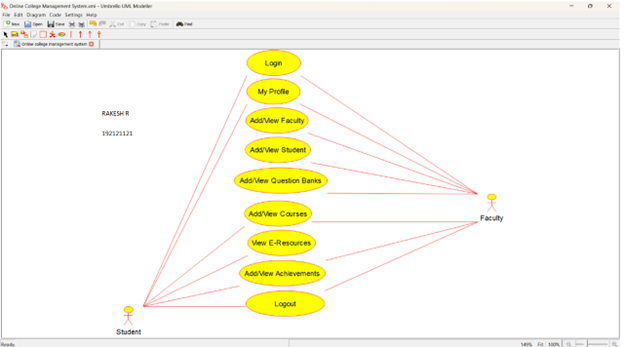 Online College Management System.xmi - Umbrello UML Modeller
File Edit Diagram Code Settings Help
New Open Save Cut Copy Paste Find
Online college management system
Login
My Profile
RAKESH R
Add/View Faculty
192121121
Add/View Student
Add/View Question Banks
Faculty
Add/View Courses
View E-Resources
Add/View Achievements
Logout
Student
Ready.
149% Fit 100%